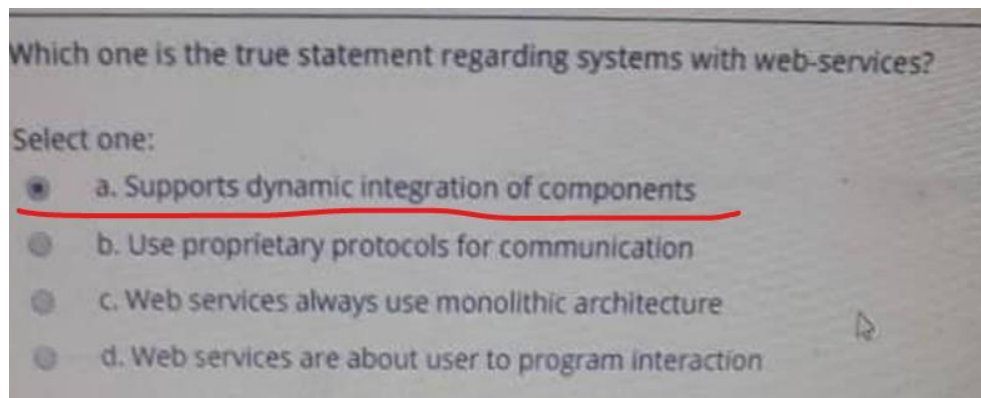 Which one is the true statement regarding systems with web-services?
Select one:
a. Supports dynamic integration of components
b. Use proprietary protocols for communication
c. Web services always use monolithic architecture
d. Web services are about user to program interaction